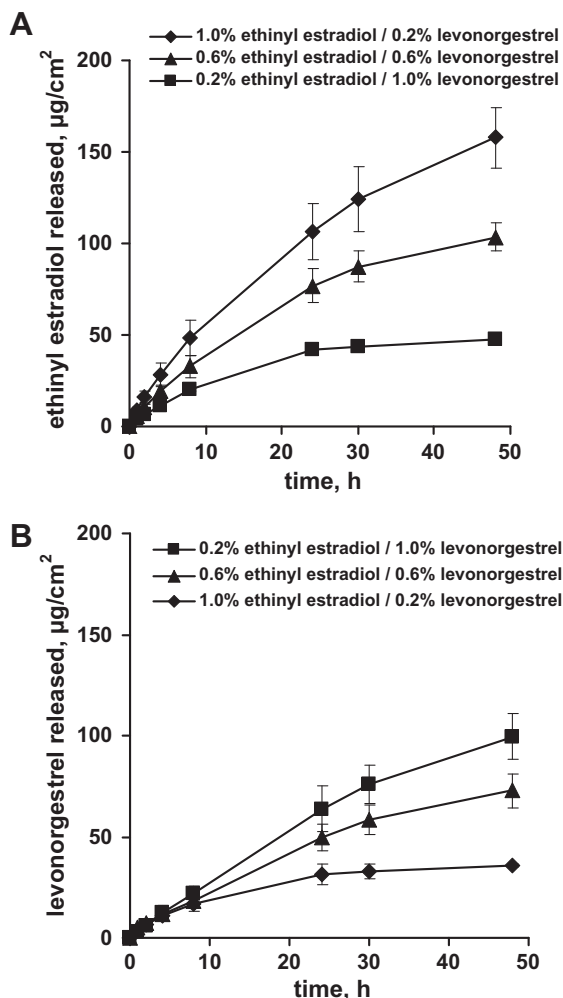 A
1.0% ethinyl estradiol / 0.2% levonorgestrel
0.6% ethinyl estradiol / 0.6% levonorgestrel
0.2% ethinyl estradiol / 1.0% levonorgestrel
ethinyl estradiol released, µg/cm²
200
150
100
50
0
0 10 20 30 40 50
time, h
B
0.2% ethinyl estradiol / 1.0% levonorgestrel
0.6% ethinyl estradiol / 0.6% levonorgestrel
1.0% ethinyl estradiol / 0.2% levonorgestrel
levonorgestrel released, µg/cm²
200
150
100
50
0
0 10 20 30 40 50
time, h